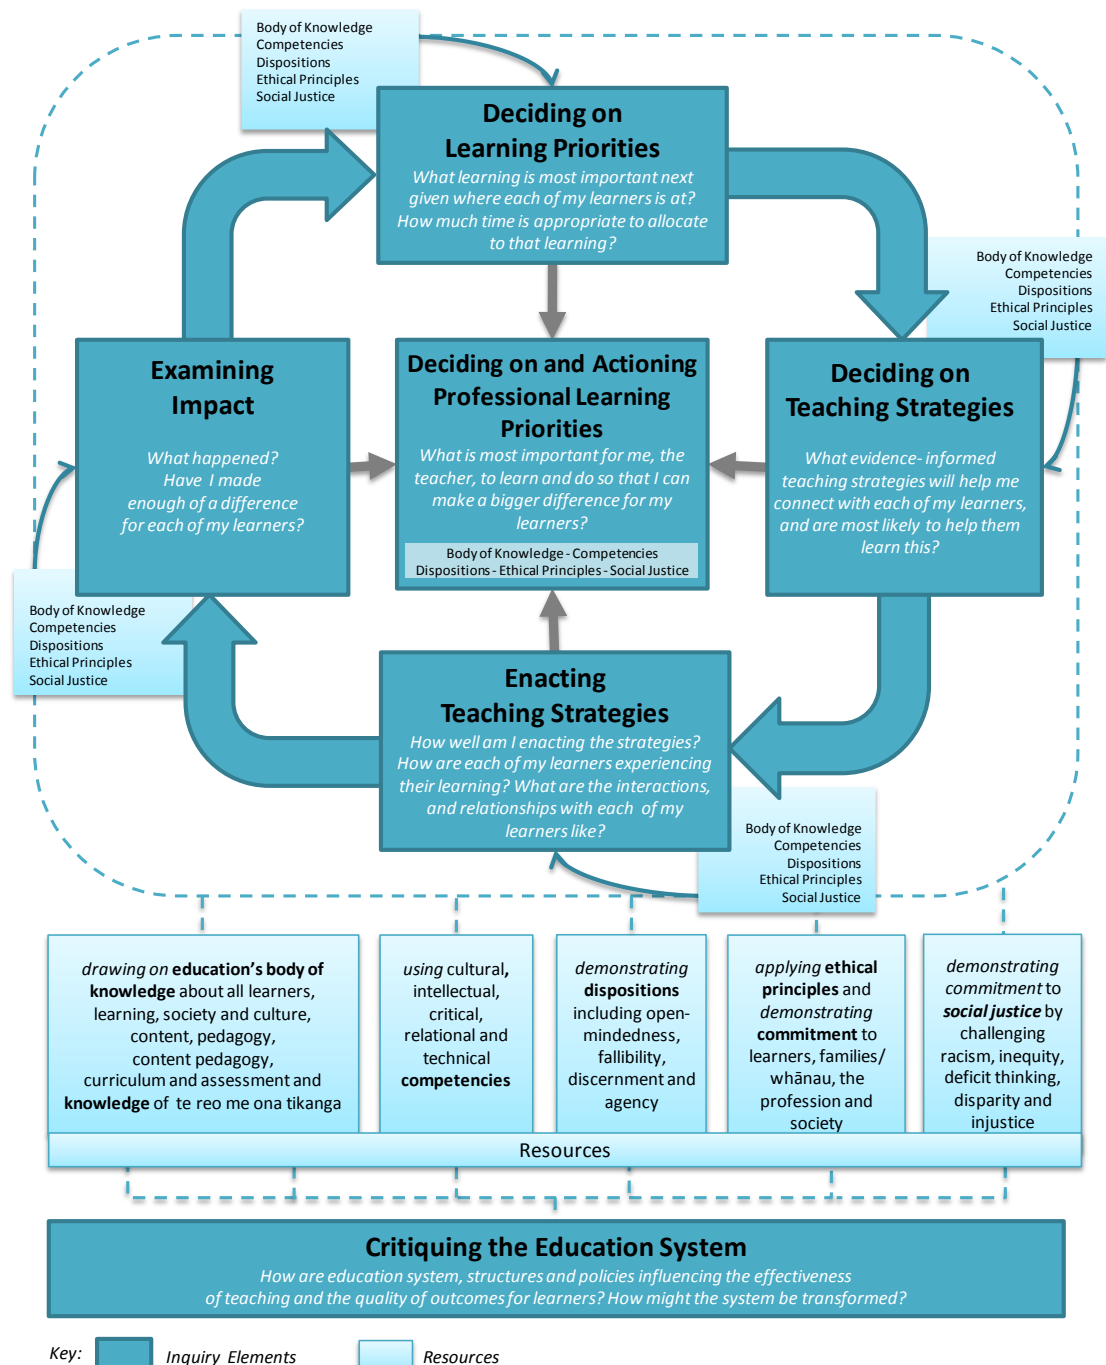 Body of Knowledge
Competencies
Dispositions
Ethical Principles
Social Justice
Deciding on
Learning Priorities
What learning is most important next
given where each of my learners is at?
How much time is appropriate to allocate
to that learning?
Body of Knowledge
Competencies
Dispositions
Ethical Principles
Social Justice
Examining
Impact
What happened?
Have I made
enough of a difference
for each of my learners?
Deciding on and Actioning
Professional Learning
Priorities
What is most important for me, the
teacher, to learn and do so that I can
make a bigger difference for my
learners?
Body of Knowledge - Competencies
Dispositions - Ethical Principles - Social Justice
Deciding on
Teaching Strategies
What evidence- informed
teaching strategies will help me
connect with each of my learners,
and are most likely to help them
learn this?
Body of Knowledge
Competencies
Dispositions
Ethical Principles
Social Justice
Enacting
Teaching Strategies
How well am I enacting the strategies?
How are each of my learners experiencing
their learning? What are the interactions,
and relationships with each of my
learners like?
Body of Knowledge
Competencies
Dispositions
Ethical Principles
Social Justice
drawing on education's body of
knowledge about all learners,
learning, society and culture,
content, pedagogy,
content pedagogy,
curriculum and assessment and
knowledge of te reo me ona tikanga
using cultural,
intellectual,
critical,
relational and
technical
competencies
demonstrating
dispositions
including open-
mindedness,
fallibility,
discernment and
agency
applying ethical
principles and
demonstrating
commitment to
learners, families/
whānau, the
profession and
society
demonstrating
commitment to
social justice by
challenging
racism, inequity,
deficit thinking,
disparity and
injustice
Resources
Critiquing the Education System
How are education system, structures and policies influencing the effectiveness
of teaching and the quality of outcomes for learners? How might the system be transformed?
Key:
Inquiry Elements
Resources